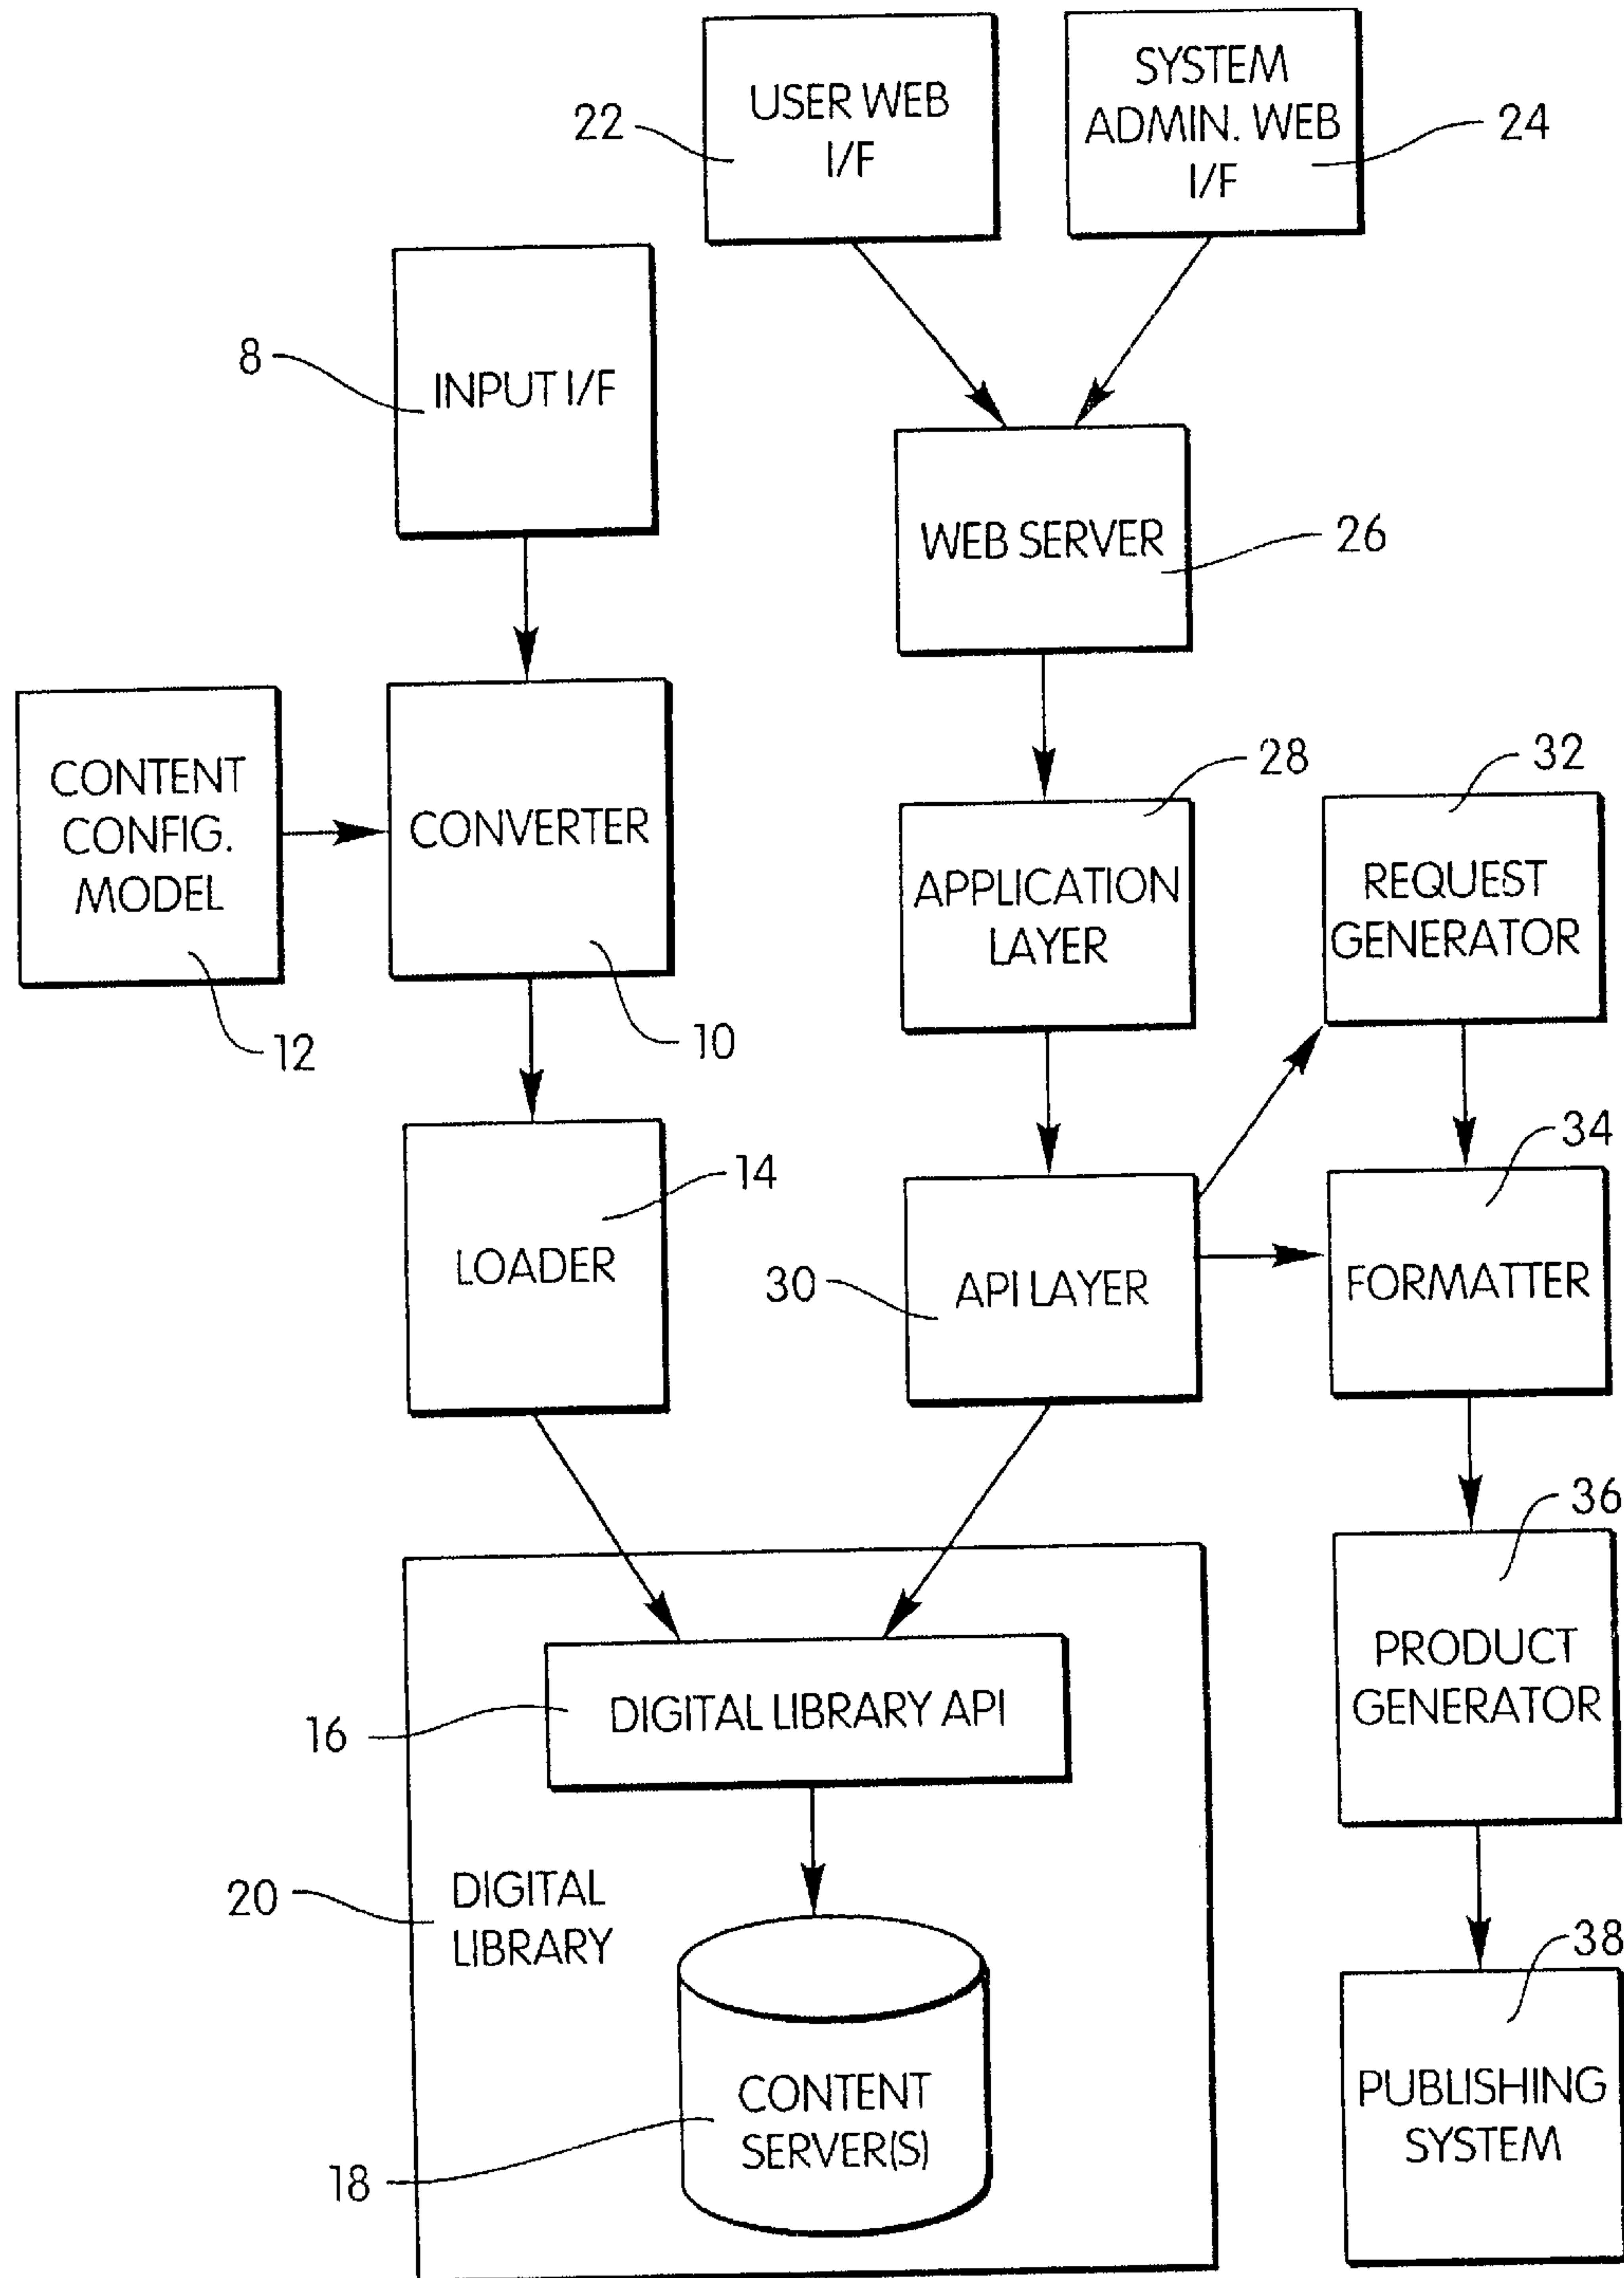 USER WEB
I/F
22
SYSTEM
ADMIN. WEB
I/F
24
8
INPUT I/F
WEB SERVER
26
CONTENT
CONFIG.
MODEL
12
CONVERTER
10
28
APPLICATION
LAYER
32
REQUEST
GENERATOR
14
LOADER
30
API LAYER
34
FORMATTER
36
PRODUCT
GENERATOR
16
DIGITAL LIBRARY API
20
DIGITAL
LIBRARY
18
CONTENT
SERVER(S)
38
PUBLISHING
SYSTEM